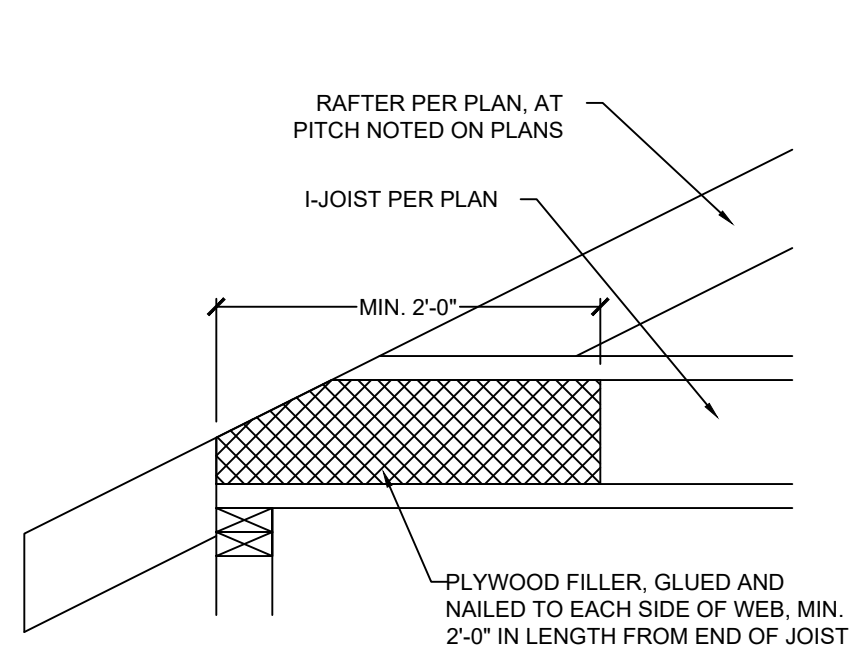 RAFTER PER PLAN, AT
PITCH NOTED ON PLANS
I-JOIST PER PLAN
MIN. 2'-0"
PLYWOOD FILLER, GLUED AND
NAILED TO EACH SIDE OF WEB, MIN.
2'-0" IN LENGTH FROM END OF JOIST